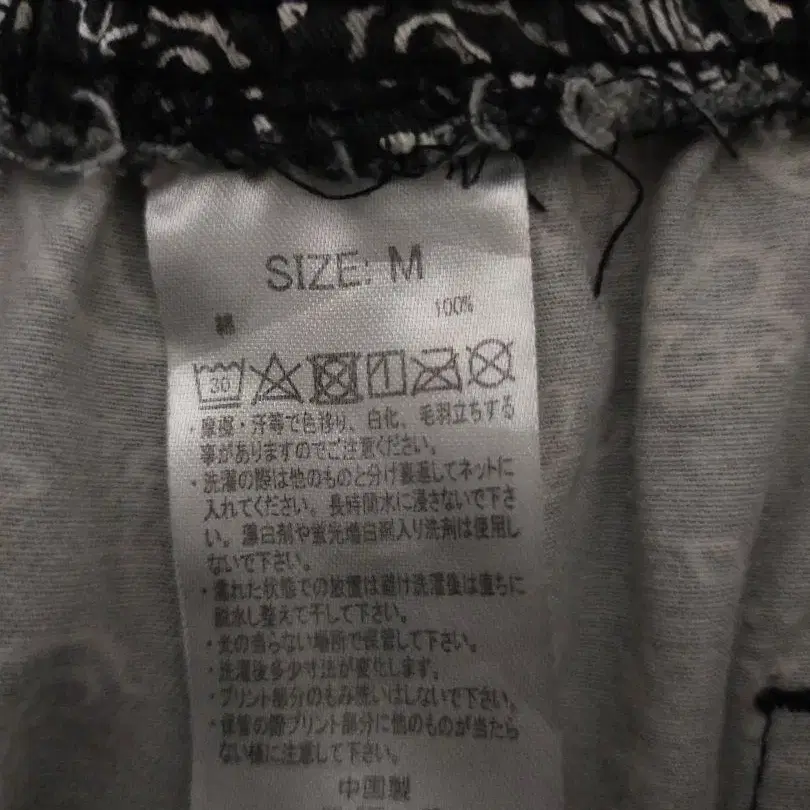 SIZE: M
綿 100%
30
・摩擦・汗等で色移り、白化、毛羽立ちする
事がありますのでご注意ください。
・洗濯の際は他のものと分け裏返してネットに
入れてください。長時間水に浸さないで下さ
い。漂白剤や蛍光増白剤入り洗剤は使用し
ないで下さい。
・濡れた状態での放置は避け洗濯後は直ちに
脱水し整えて干して下さい。
・光の当らない場所で保管して下さい。
・洗濯後多少寸法が変化します。
・プリント部分のもみ洗いはしないで下さい。
・保管の際プリント部分に他のものが当たら
ない様に注意して下さい。
中国製